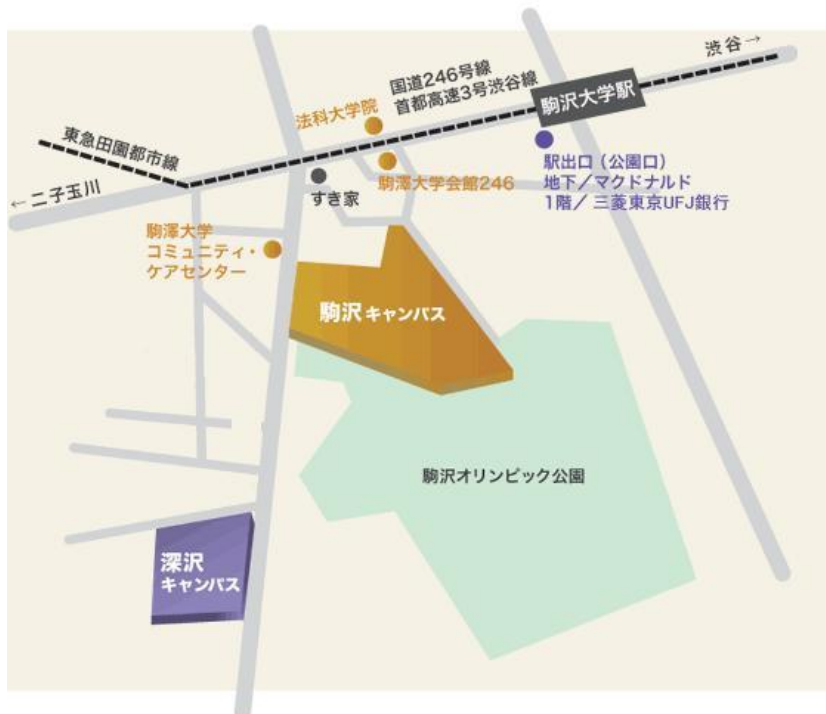 渋谷→
国道246号線
首都高速3号渋谷線
駒沢大学駅
法科大学院
東急田園都市線
駅出口（公園口）
地下／マクドナルド
1階／三菱東京UFJ銀行
駒澤大学会館246
すき家
←二子玉川
駒澤大学
コミュニティ・
ケアセンター
駒沢キャンパス
駒沢オリンピック公園
深沢
キャンパス